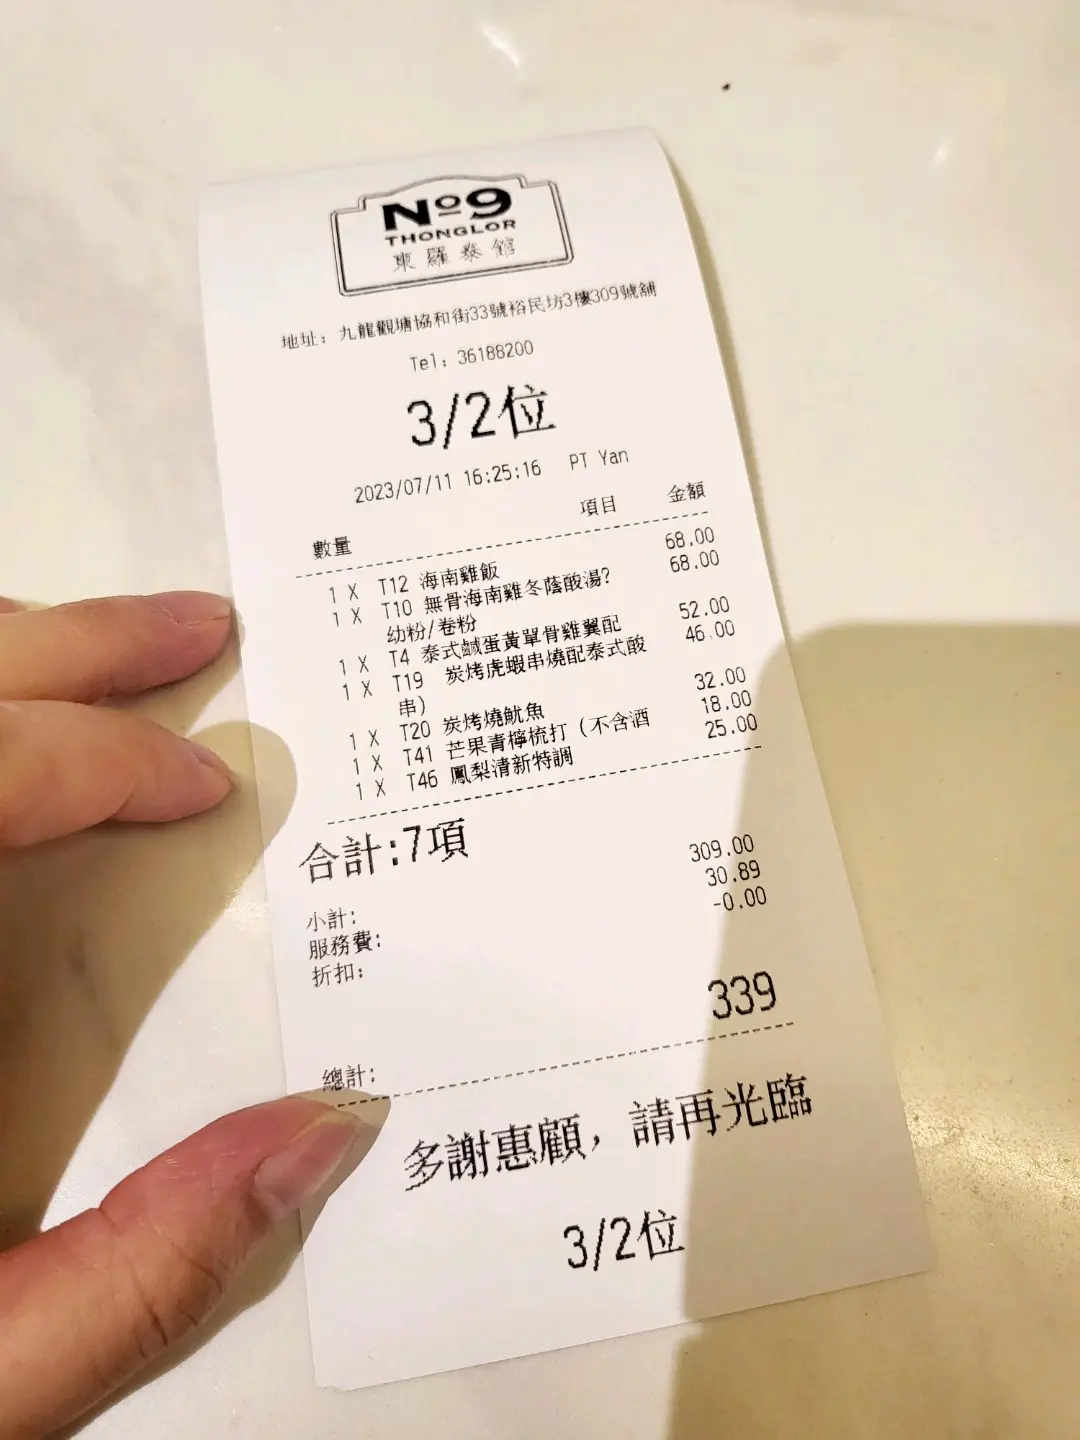 Nº9
THONGLOR
東羅泰館
地址：九龍觀塘協和街33號裕民坊3樓309號舖
Tel：36188200
3/2位
2023/07/11 16:25:16 PT Yan
數量 項目 金額
1 X T12 海南雞飯 68.00
1 X T10 無骨海南雞冬蔭酸湯? 68.00
幼粉/卷粉
1 X T4 泰式鹹蛋黃單骨雞翼配 52.00
1 X T19 炭烤虎蝦串燒配泰式酸 46.00
串）
1 X T20 炭烤燒魷魚 32.00
1 X T41 芒果青檸梳打（不含酒 18.00
1 X T46 鳳梨清新特調 25.00
合計:7項
小計: 309.00
服務費: 30.89
折扣: -0.00
總計: 339
多謝惠顧，請再光臨
3/2位